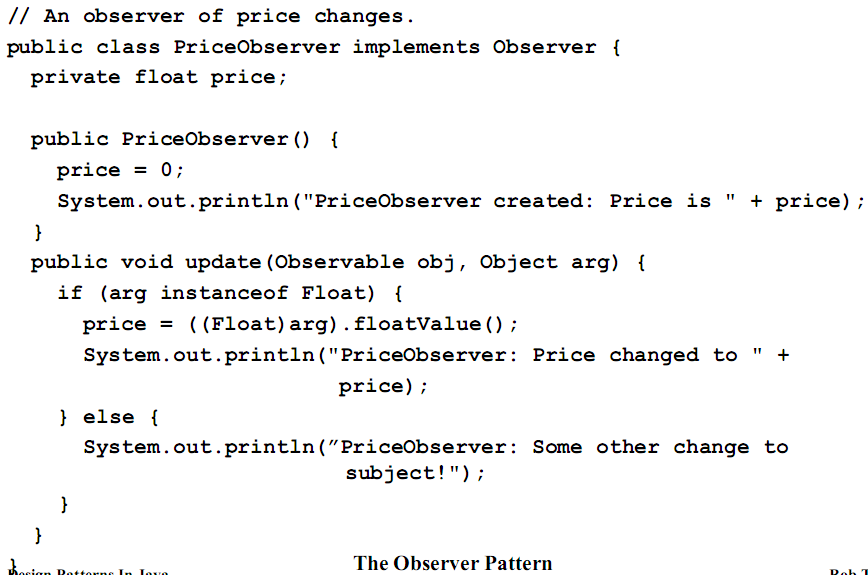 // An observer of price changes.
public class PriceObserver implements Observer {
  private float price;

  public PriceObserver() {
    price = 0;
    System.out.println("PriceObserver created: Price is " + price);
  }
  public void update(Observable obj, Object arg) {
    if (arg instanceof Float) {
      price = ((Float)arg).floatValue();
      System.out.println("PriceObserver: Price changed to " +
                          price);
    } else {
      System.out.println(″PriceObserver: Some other change to
                          subject!");
    }
  }
}
Design Patterns In Java The Observer Pattern Bob